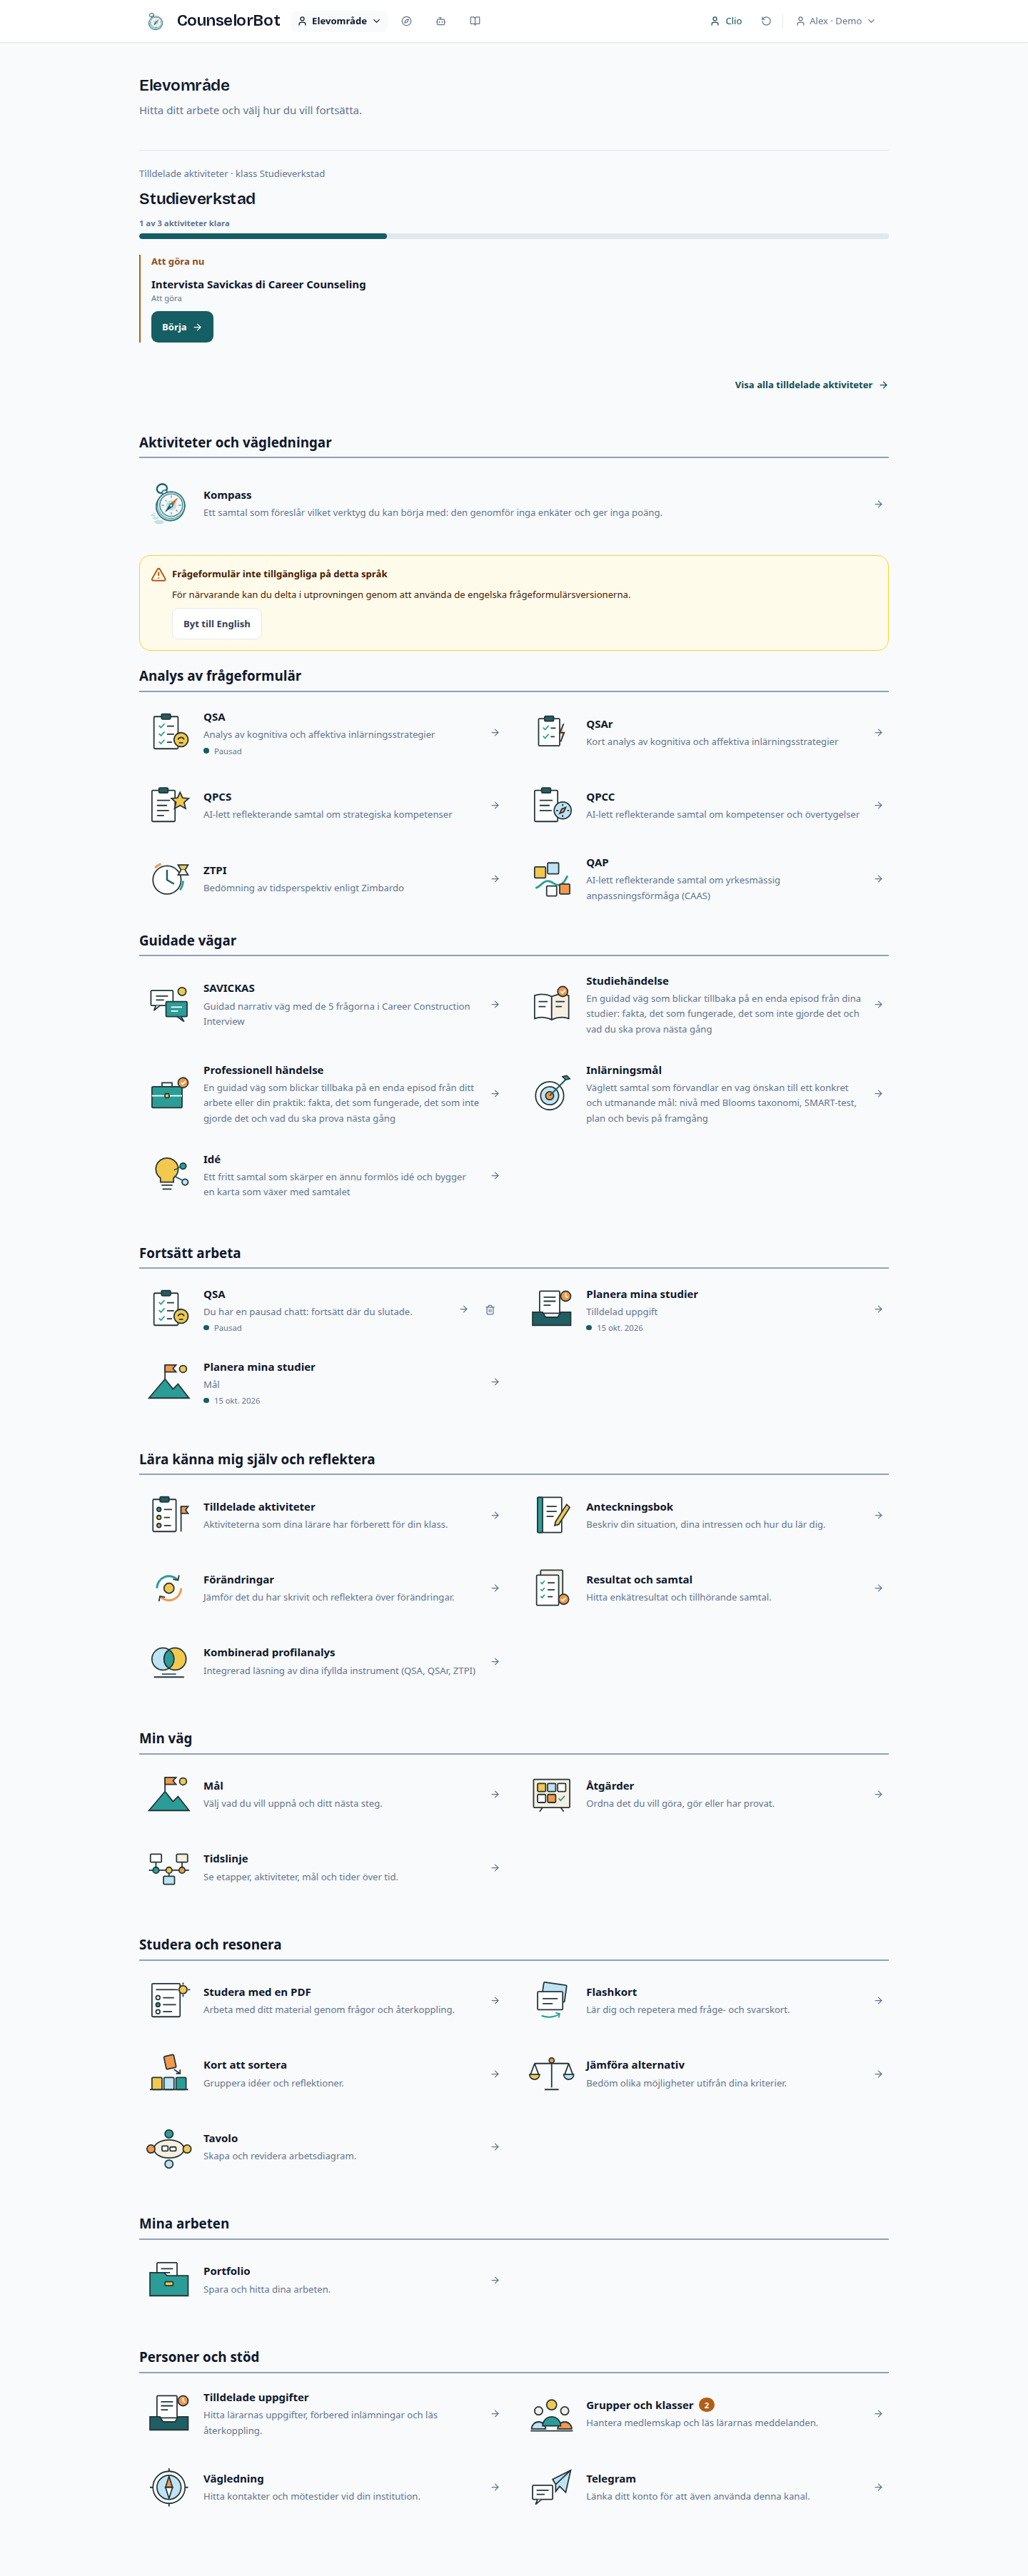 CounselorBot
Elevområde
Clio
Alex · Demo
Elevområde
Hitta ditt arbete och välj hur du vill fortsätta.
Tilldelade aktiviteter · klass Studieverkstad
Studieverkstad
1 av 3 aktiviteter klara
Att göra nu
Intervista Savickas di Career Counseling
Att göra
Börja
Visa alla tilldelade aktiviteter
Aktiviteter och vägledningar
Kompass
Ett samtal som föreslår vilket verktyg du kan börja med: den genomför inga enkäter och ger inga poäng.
Frågeformulär inte tillgängliga på detta språk
För närvarande kan du delta i utprovningen genom att använda de engelska frågeformulärsversionerna.
Byt till English
Analys av frågeformulär
QSA
Analys av kognitiva och affektiva inlärningsstrategier
Pausad
QSAr
Kort analys av kognitiva och affektiva inlärningsstrategier
QPCS
AI-lett reflekterande samtal om strategiska kompetenser
QPCC
AI-lett reflekterande samtal om kompetenser och övertygelser
ZTPI
Bedömning av tidsperspektiv enligt Zimbardo
QAP
AI-lett reflekterande samtal om yrkesmässig
anpassningsförmåga (CAAS)
Guidade vägar
SAVICKAS
Guidad narrativ väg med de 5 frågorna i Career Construction
Interview
Studiehändelse
En guidad väg som blickar tillbaka på en enda episod från dina
studier: fakta, det som fungerade, det som inte gjorde det och
vad du ska prova nästa gång
Professionell händelse
En guidad väg som blickar tillbaka på en enda episod från ditt
arbete eller din praktik: fakta, det som fungerade, det som inte
gjorde det och vad du ska prova nästa gång
Inlärningsmål
Väglett samtal som förvandlar en vag önskan till ett konkret
och utmanande mål: nivå med Blooms taxonomi, SMART-test,
plan och bevis på framgång
Idé
Ett fritt samtal som skärper en ännu formlös idé och bygger
en karta som växer med samtalet
Fortsätt arbeta
QSA
Du har en pausad chatt: fortsätt där du slutade.
Pausad
Planera mina studier
Tilldelad uppgift
15 okt. 2026
Planera mina studier
Mål
15 okt. 2026
Lära känna mig själv och reflektera
Tilldelade aktiviteter
Aktiviteterna som dina lärare har förberett för din klass.
Anteckningsbok
Beskriv din situation, dina intressen och hur du lär dig.
Förändringar
Jämför det du har skrivit och reflektera över förändringar.
Resultat och samtal
Hitta enkätresultat och tillhörande samtal.
Kombinerad profilanalys
Integrerad läsning av dina ifyllda instrument (QSA, QSAr, ZTPI)
Min väg
Mål
Välj vad du vill uppnå och ditt nästa steg.
Åtgärder
Ordna det du vill göra, gör eller har provat.
Tidslinje
Se etapper, aktiviteter, mål och tider över tid.
Studera och resonera
Studera med en PDF
Arbeta med ditt material genom frågor och återkoppling.
Flashkort
Lär dig och repetera med fråge- och svarskort.
Kort att sortera
Gruppera idéer och reflektioner.
Jämföra alternativ
Bedöm olika möjligheter utifrån dina kriterier.
Tavolo
Skapa och revidera arbetsdiagram.
Mina arbeten
Portfolio
Spara och hitta dina arbeten.
Personer och stöd
Tilldelade uppgifter
Hitta lärarnas uppgifter, förbered inlämningar och läs
återkoppling.
Grupper och klasser 2
Hantera medlemskap och läs lärarnas meddelanden.
Vägledning
Hitta kontakter och mötestider vid din institution.
Telegram
Länka ditt konto för att även använda denna kanal.